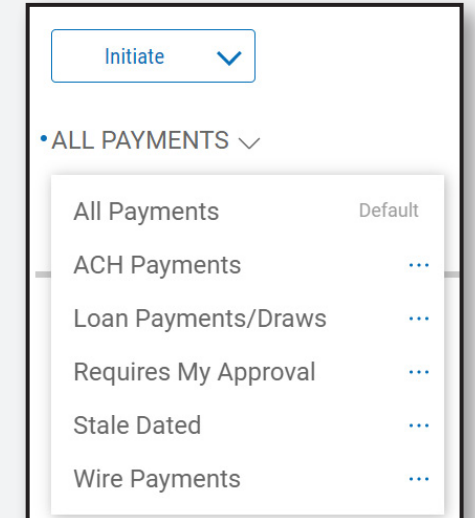 Initiate
ALL PAYMENTS
All Payments Default
ACH Payments ...
Loan Payments/Draws ...
Requires My Approval ...
Stale Dated ...
Wire Payments ...